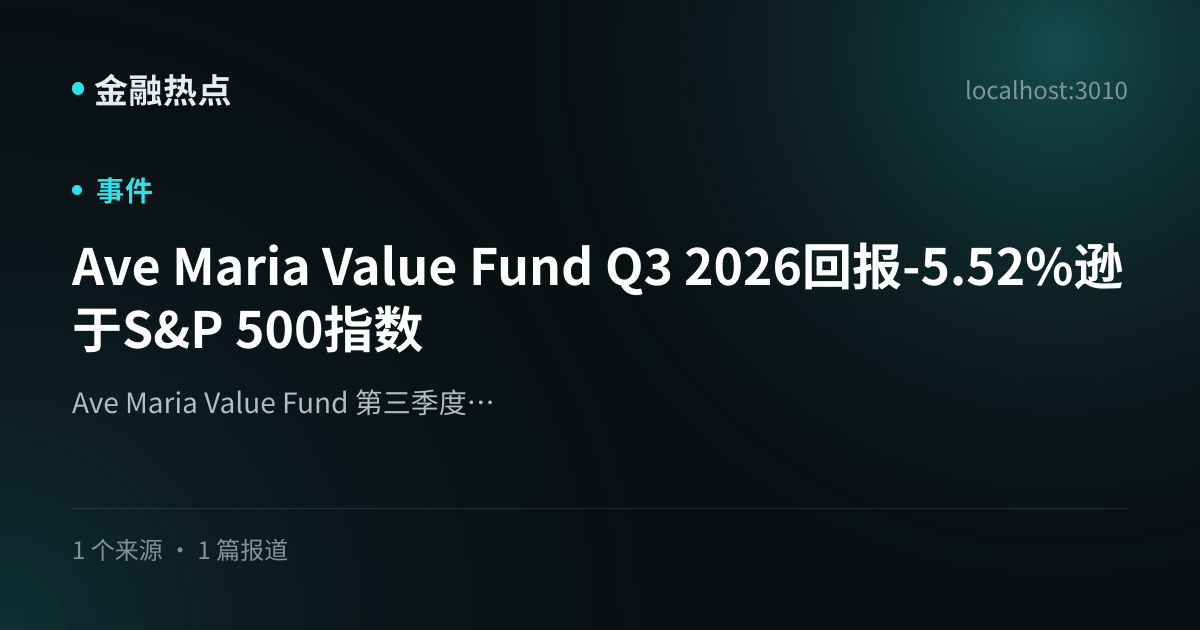 金融热点
localhost:3010
事件
Ave Maria Value Fund Q3 2026回报-5.52%逊
于S&P 500指数
Ave Maria Value Fund 第三季度…
1 个来源 · 1 篇报道